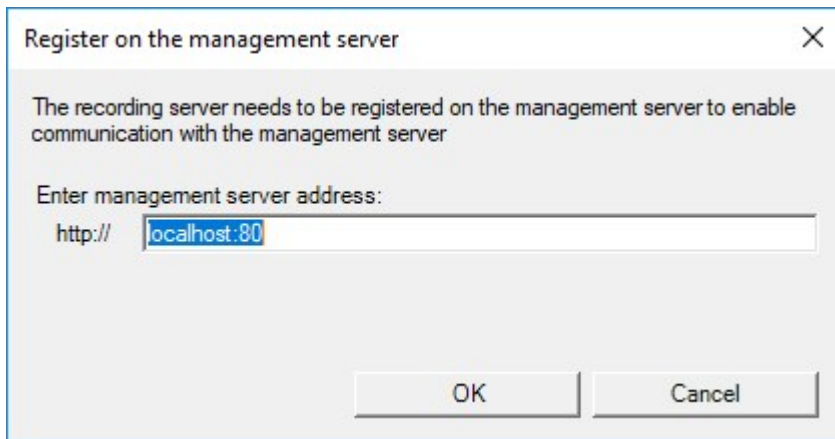 Register on the management server
The recording server needs to be registered on the management server to enable
communication with the management server
Enter management server address:
http:// localhost:80
OK Cancel